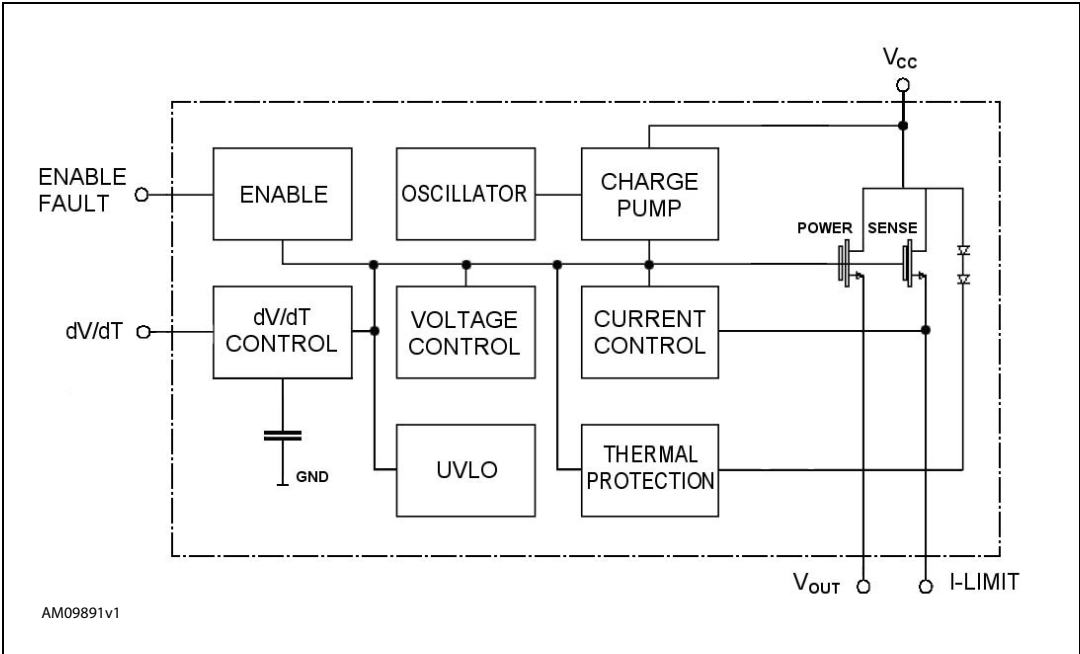 VCC
ENABLE
FAULT
ENABLE
OSCILLATOR
CHARGE
PUMP
POWER
SENSE
dV/dT
dV/dT
CONTROL
VOLTAGE
CONTROL
CURRENT
CONTROL
GND
UVLO
THERMAL
PROTECTION
VOUT
I-LIMIT
AM09891v1